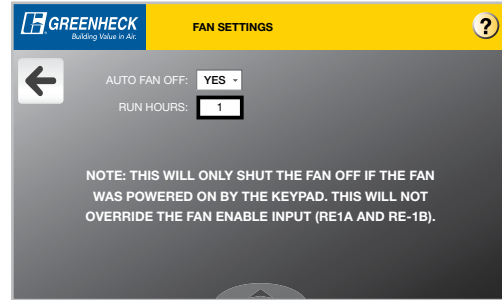 GREENHECK
Building Value in Air.
FAN SETTINGS
?
AUTO FAN OFF: YES
RUN HOURS: 1
NOTE: THIS WILL ONLY SHUT THE FAN OFF IF THE FAN
WAS POWERED ON BY THE KEYPAD. THIS WILL NOT
OVERRIDE THE FAN ENABLE INPUT (RE1A AND RE-1B).